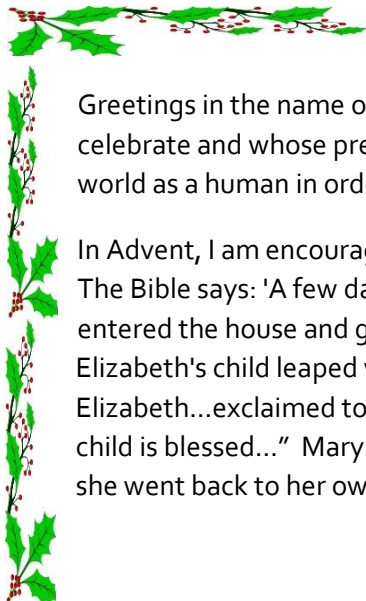 Greetings in the name o
celebrate and whose pre
world as a human in ord
In Advent, I am encourag
The Bible says: 'A few da
entered the house and g
Elizabeth's child leaped
Elizabeth...exclaimed to
child is blessed..." Mary
she went back to her ow